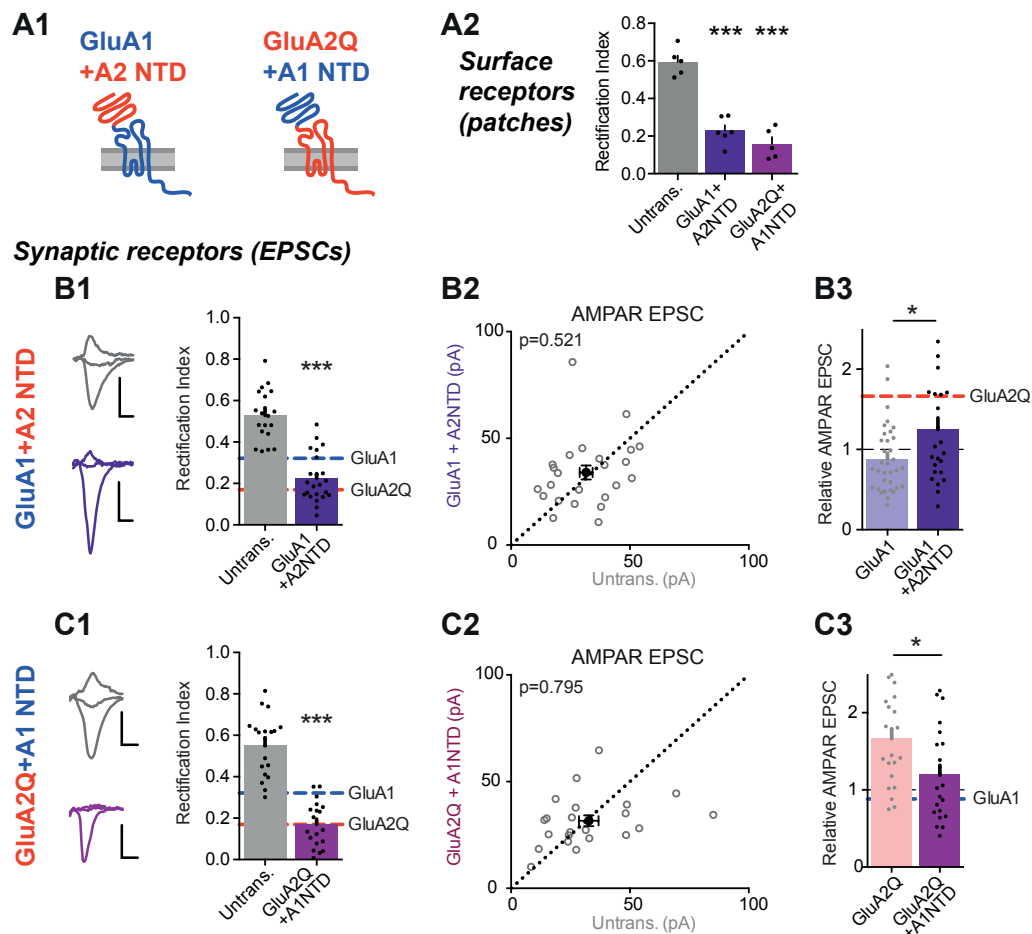 A1
GluA1
+A2 NTD
GluA2Q
+A1 NTD
A2
Surface
receptors
(patches)
Rectification Index
0.6
0.4
0.2
0.0
***
***
Untrans.
GluA1+
A2NTD
GluA2Q+
A1NTD
Synaptic receptors (EPSCs)
B1
GluA1+A2 NTD
Rectification Index
1.0
0.8
0.6
0.4
0.2
0.0
***
GluA1
GluA2Q
Untrans.
GluA1
+A2NTD
B2
AMPAR EPSC
p=0.521
GluA1 + A2NTD (pA)
100
50
0
0
50
100
Untrans. (pA)
B3
*
Relative AMPAR EPSC
2
1
0
GluA2Q
GluA1
GluA1
+A2NTD
C1
GluA2Q+A1 NTD
Rectification Index
1.0
0.8
0.6
0.4
0.2
0.0
***
GluA1
GluA2Q
Untrans.
GluA2Q
+A1NTD
C2
AMPAR EPSC
p=0.795
GluA2Q + A1NTD (pA)
100
50
0
0
50
100
Untrans. (pA)
C3
*
Relative AMPAR EPSC
2
1
0
GluA1
GluA2Q
GluA2Q
+A1NTD